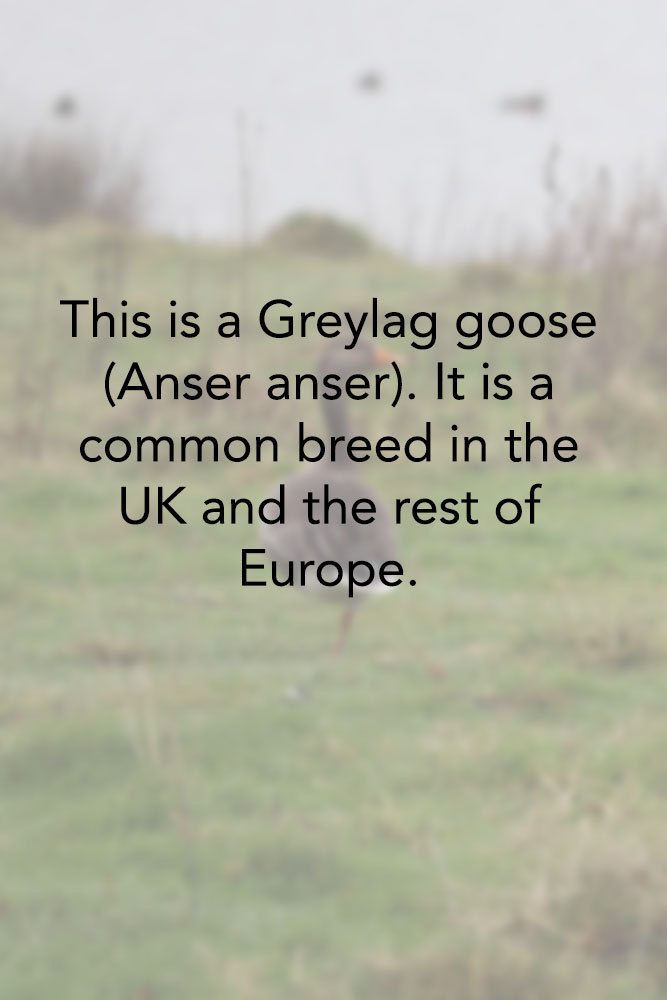 This is a Greylag goose
(Anser anser). It is a
common breed in the
UK and the rest of
Europe.